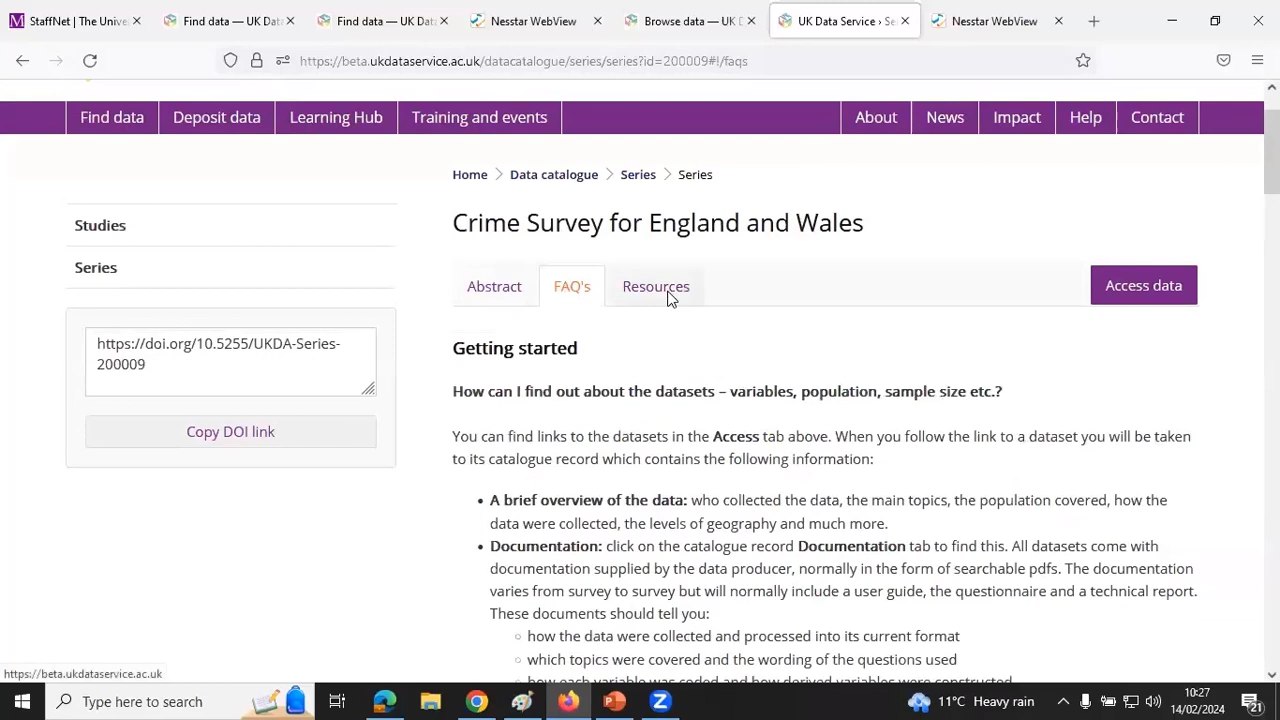 StaffNet | The Unive
Find data — UK Dat
Find data — UK Dat
Nesstar WebView
Browse data — UK D
UK Data Service › Se
Nesstar WebView
https://beta.ukdataservice.ac.uk/datacatalogue/series/series?id=200009#!/faqs
Find data
Deposit data
Learning Hub
Training and events
About
News
Impact
Help
Contact
Home > Data catalogue > Series > Series
Studies
Series
https://doi.org/10.5255/UKDA-Series-
200009
Copy DOI link
Crime Survey for England and Wales
Abstract
FAQ's
Resources
Access data
Getting started
How can I find out about the datasets – variables, population, sample size etc.?
You can find links to the datasets in the Access tab above. When you follow the link to a dataset you will be taken
to its catalogue record which contains the following information:
• A brief overview of the data: who collected the data, the main topics, the population covered, how the
data were collected, the levels of geography and much more.
• Documentation: click on the catalogue record Documentation tab to find this. All datasets come with
documentation supplied by the data producer, normally in the form of searchable pdfs. The documentation
varies from survey to survey but will normally include a user guide, the questionnaire and a technical report.
These documents should tell you:
○ how the data were collected and processed into its current format
○ which topics were covered and the wording of the questions used
○ how each variable was coded and how derived variables were constructed
https://beta.ukdataservice.ac.uk
Type here to search
11°C Heavy rain
10:27
14/02/2024
21